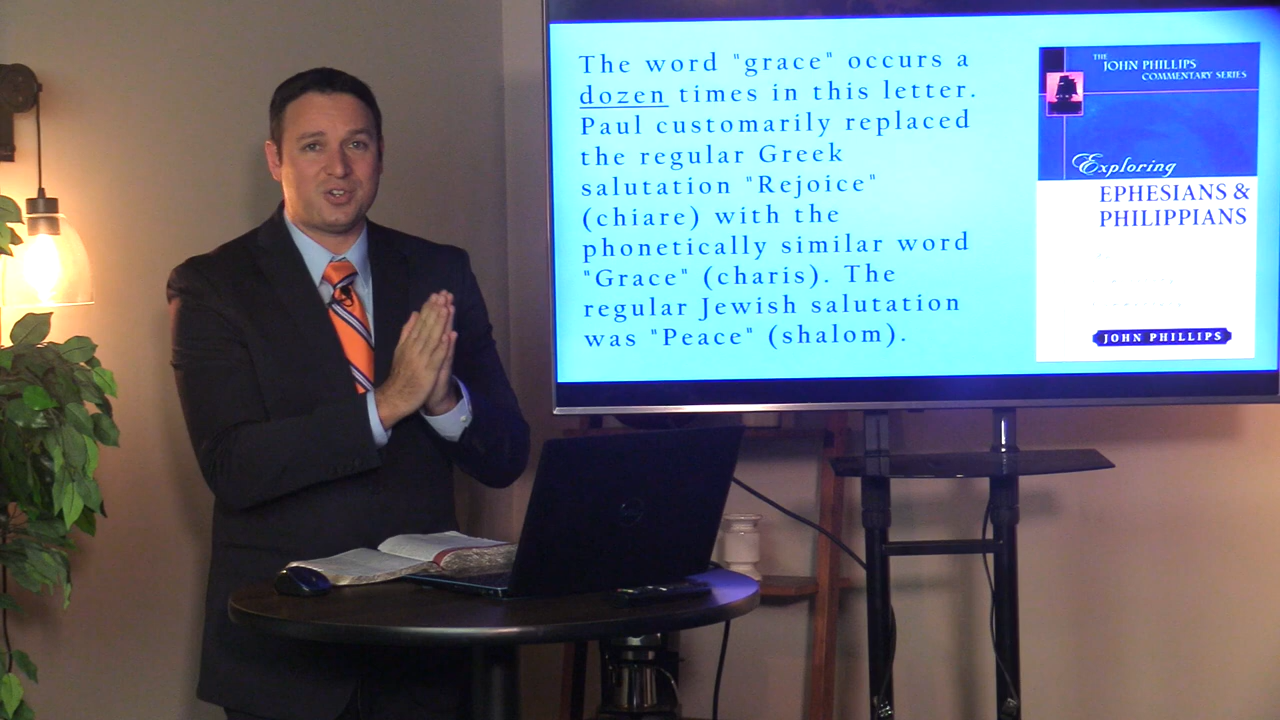 The word "grace" occurs a
dozen times in this letter.
Paul customarily replaced
the regular Greek
salutation "Rejoice"
(chiare) with the
phonetically similar word
"Grace" (charis). The
regular Jewish salutation
was "Peace" (shalom).
THE
JOHN PHILLIPS
COMMENTARY SERIES
Exploring
EPHESIANS &
PHILIPPIANS
JOHN PHILLIPS